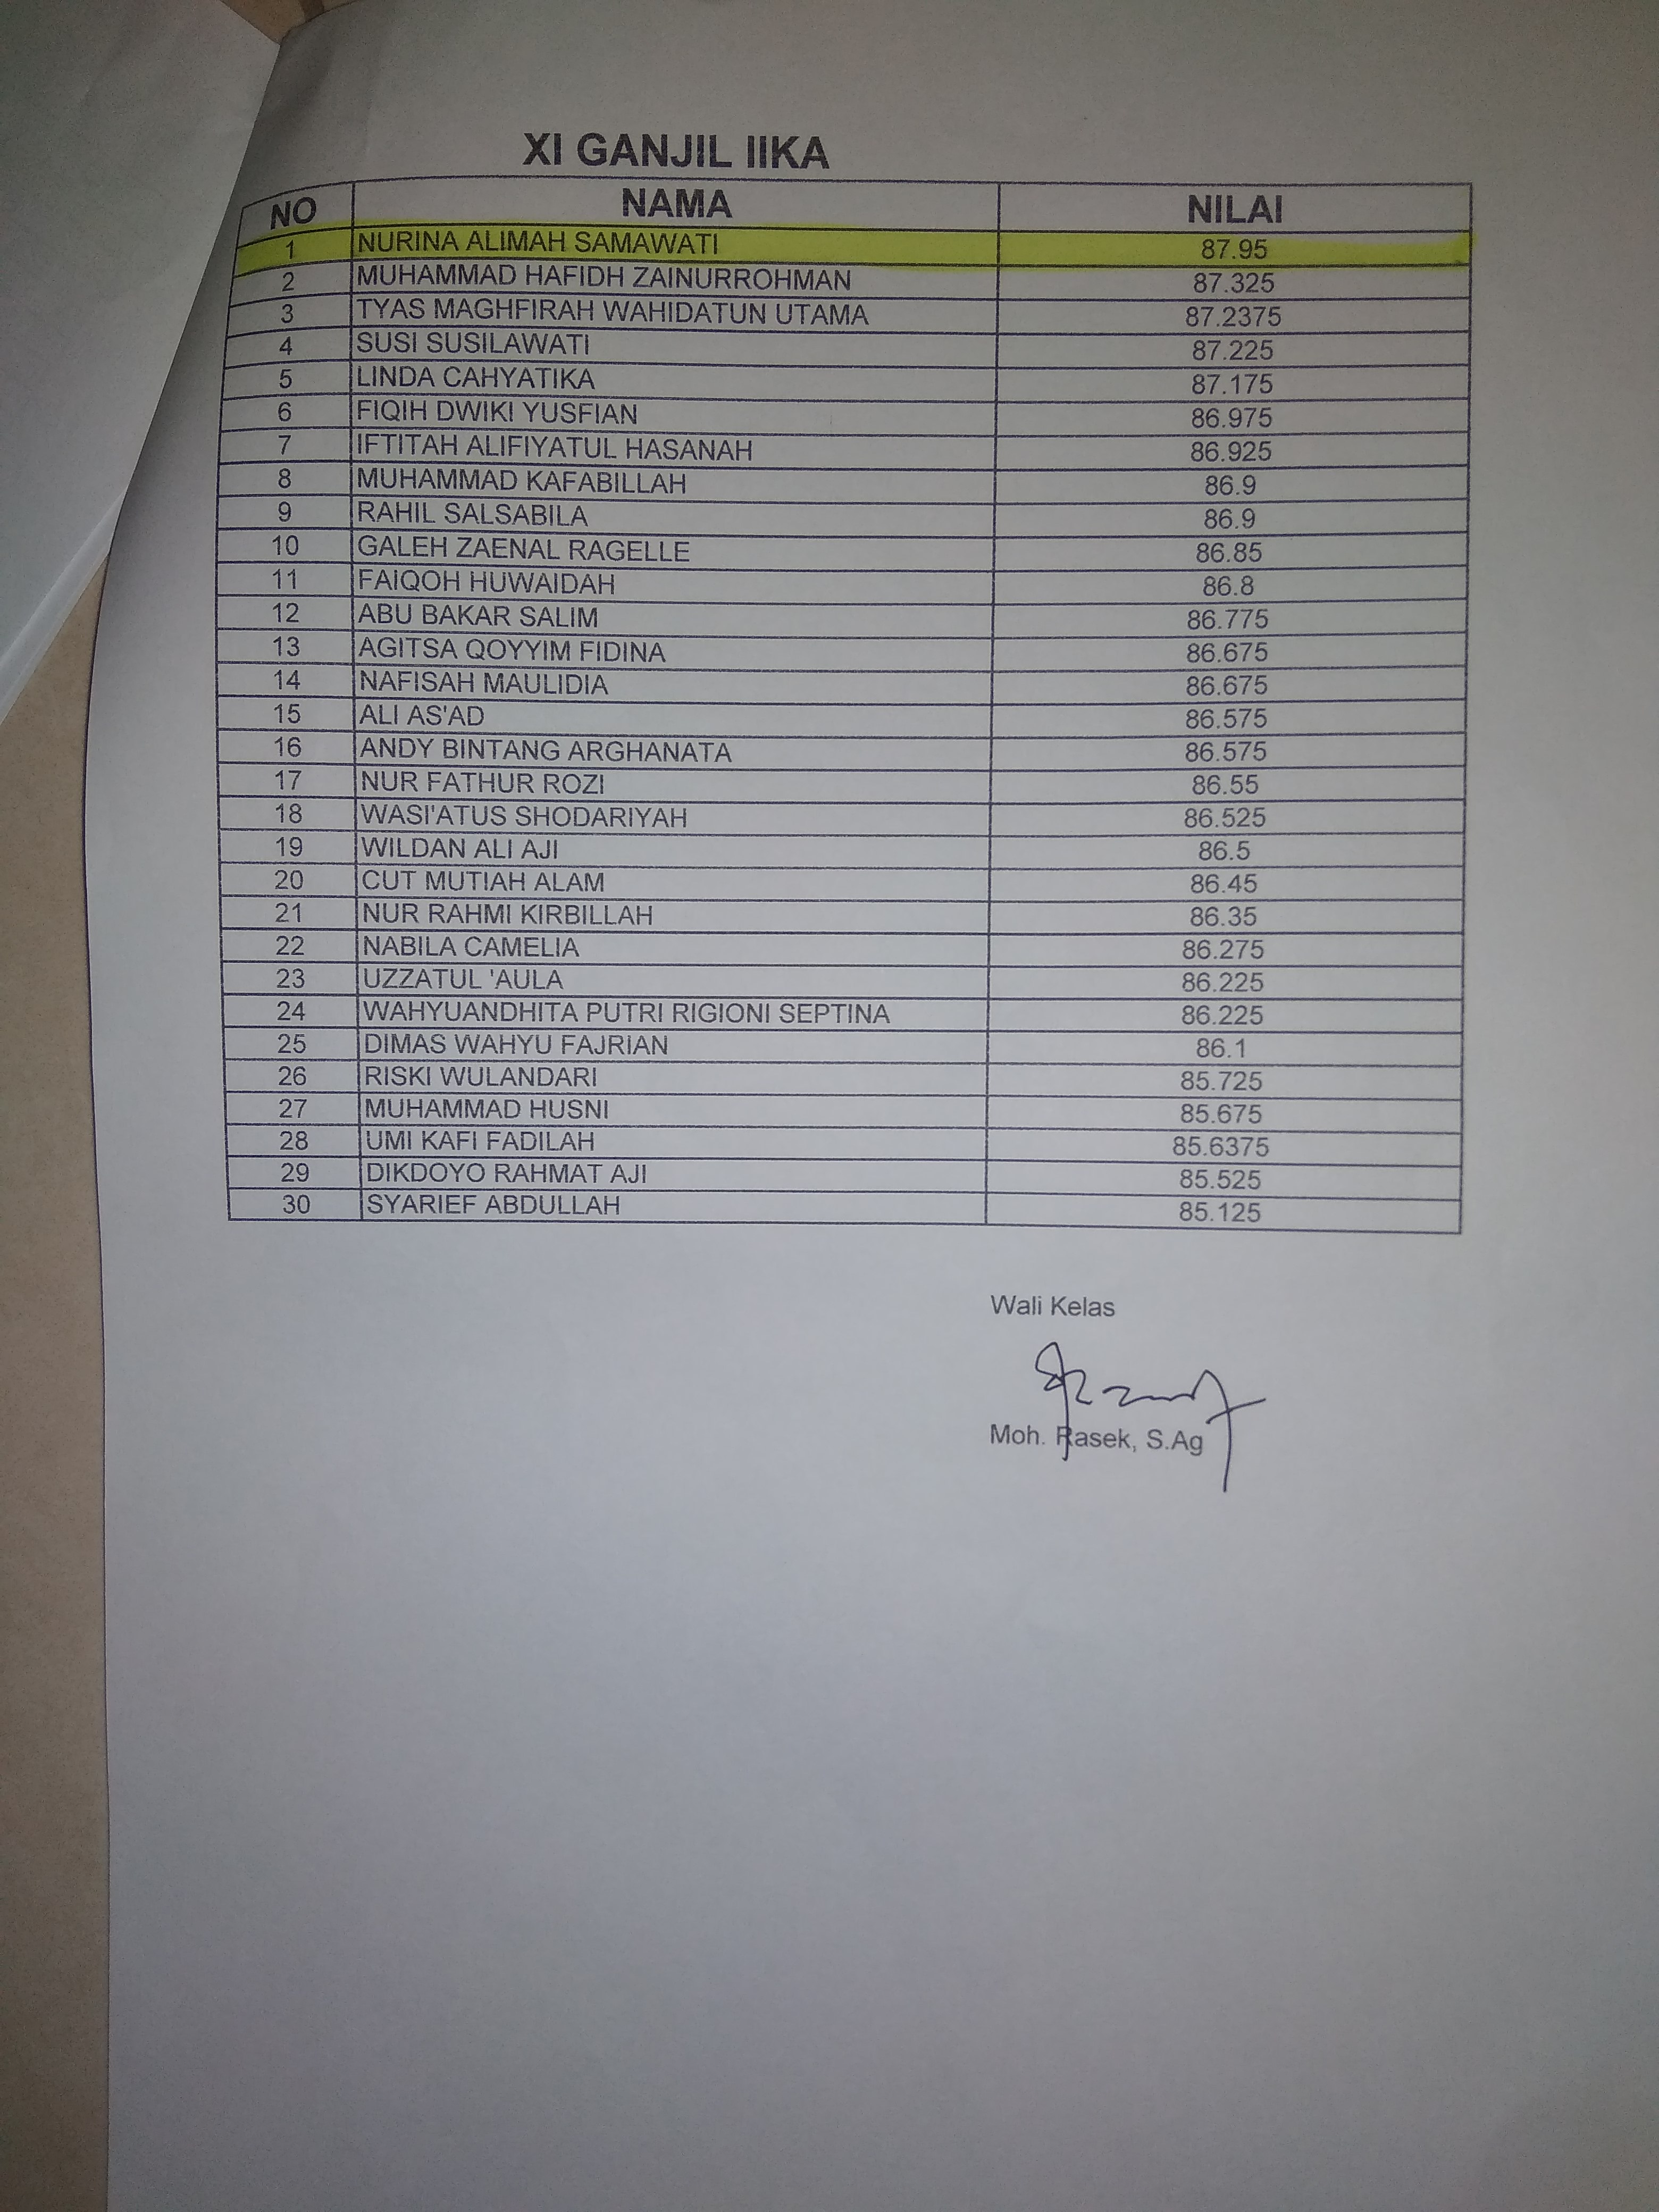 XI GANJIL IIKA
NO NAMA NILAI
1 NURINA ALIMAH SAMAWATI 87.95
2 MUHAMMAD HAFIDH ZAINURROHMAN 87.325
3 TYAS MAGHFIRAH WAHIDATUN UTAMA 87.2375
4 SUSI SUSILAWATI 87.225
5 LINDA CAHYATIKA 87.175
6 FIQIH DWIKI YUSFIAN 86.975
7 IFTITAH ALIFIYATUL HASANAH 86.925
8 MUHAMMAD KAFABILLAH 86.9
9 RAHIL SALSABILA 86.9
10 GALEH ZAENAL RAGELLE 86.85
11 FAIQOH HUWAIDAH 86.8
12 ABU BAKAR SALIM 86.775
13 AGITSA QOYYIM FIDINA 86.675
14 NAFISAH MAULIDIA 86.675
15 ALI AS'AD 86.575
16 ANDY BINTANG ARGHANATA 86.575
17 NUR FATHUR ROZI 86.55
18 WASI'ATUS SHODARIYAH 86.525
19 WILDAN ALI AJI 86.5
20 CUT MUTIAH ALAM 86.45
21 NUR RAHMI KIRBILLAH 86.35
22 NABILA CAMELIA 86.275
23 UZZATUL 'AULA 86.225
24 WAHYUANDHITA PUTRI RIGIONI SEPTINA 86.225
25 DIMAS WAHYU FAJRIAN 86.1
26 RISKI WULANDARI 85.725
27 MUHAMMAD HUSNI 85.675
28 UMI KAFI FADILAH 85.6375
29 DIKDOYO RAHMAT AJI 85.525
30 SYARIEF ABDULLAH 85.125
Wali Kelas
Moh. Rasek, S.Ag